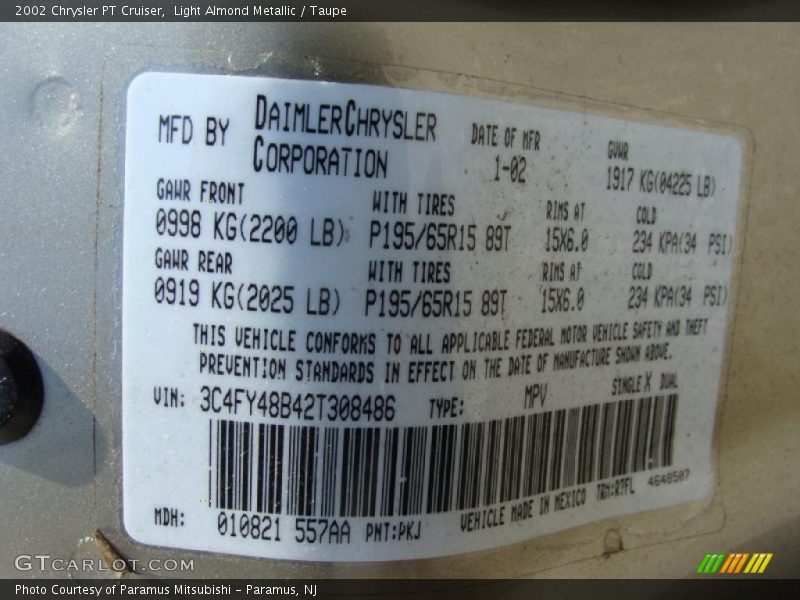 2002 Chrysler PT Cruiser, Light Almond Metallic / Taupe
MFD BY DAIMLERCHRYSLER CORPORATION DATE OF MFR 1-02 GVWR 1917 KG(04225 LB)
GAWR FRONT WITH TIRES RIMS AT COLD
0998 KG(2200 LB) P195/65R15 89T 15X6.0 234 KPA(34 PSI)
GAWR REAR WITH TIRES RIMS AT COLD
0919 KG(2025 LB) P195/65R15 89T 15X6.0 234 KPA(34 PSI)
THIS VEHICLE CONFORMS TO ALL APPLICABLE FEDERAL MOTOR VEHICLE SAFETY AND THEFT
PREVENTION STANDARDS IN EFFECT ON THE DATE OF MANUFACTURE SHOWN ABOVE.
VIN: 3C4FY48B42T308486 TYPE: MPV SINGLE X DUAL
MDH: 010821 557AA PNT:PKJ VEHICLE MADE IN MEXICO TRM:R7FL 4648507
GTCARLOT.COM
Photo Courtesy of Paramus Mitsubishi - Paramus, NJ